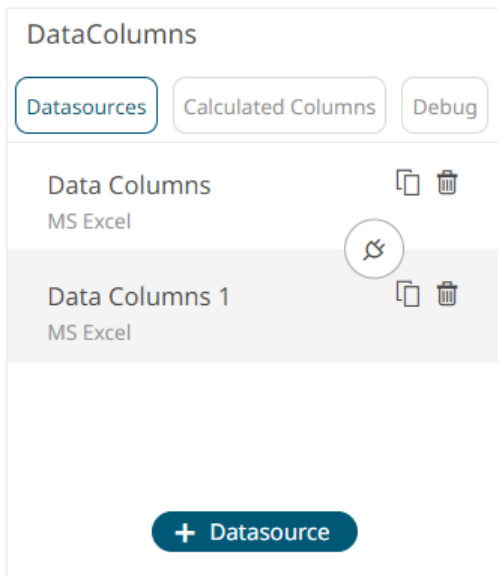 DataColumns
Datasources Calculated Columns Debug
Data Columns
MS Excel
Data Columns 1
MS Excel
+ Datasource